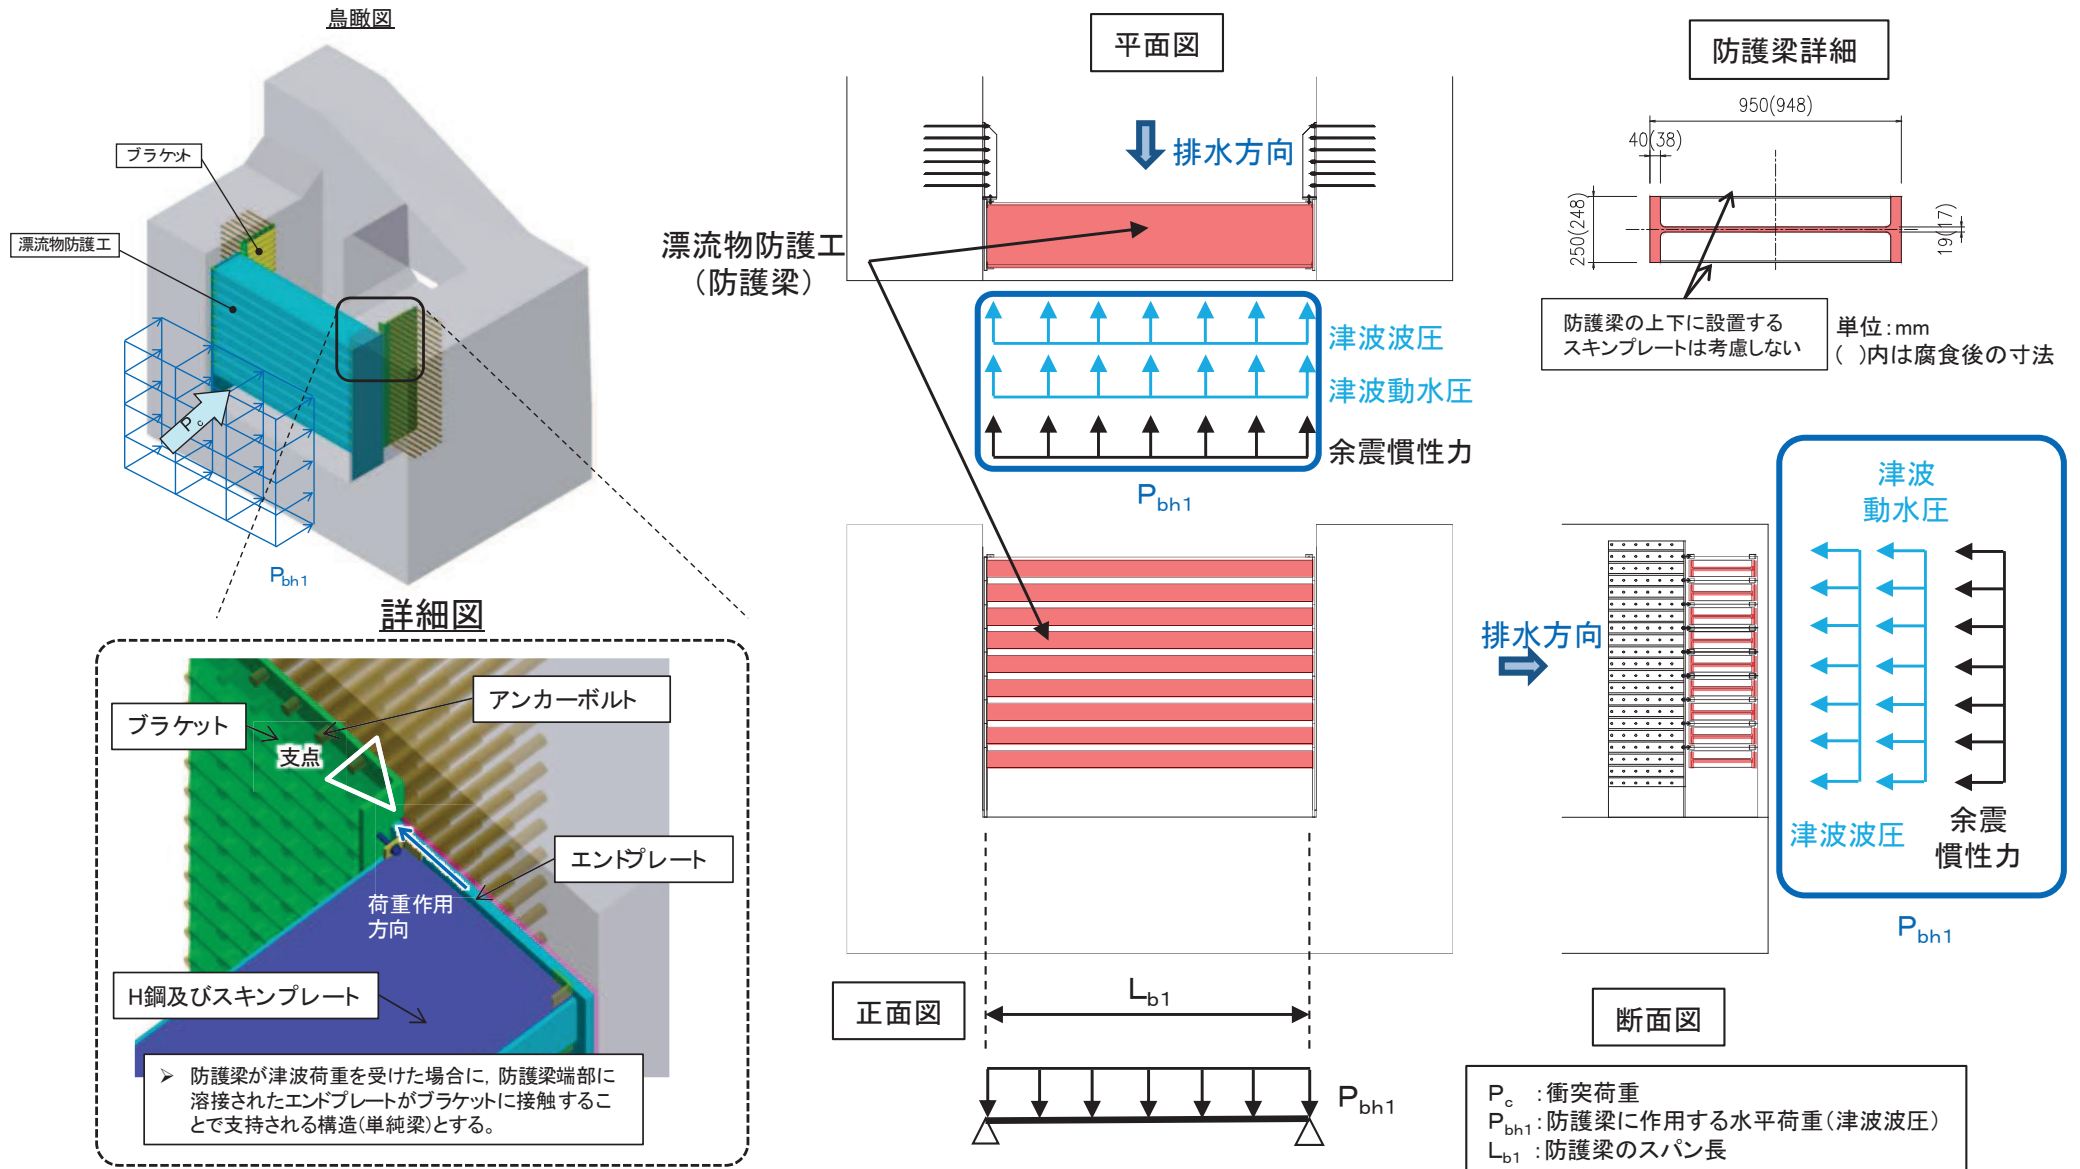 鳥瞰図
ブラケット
漂流物防護工
Pc
Pbh1
詳細図
ブラケット
アンカーボルト
支点
エンドプレート
荷重作用
方向
H鋼及びスキンプレート
➢ 防護梁が津波荷重を受けた場合に，防護梁端部に
溶接されたエンドプレートがブラケットに接触するこ
とで支持される構造(単純梁)とする。
平面図
排水方向
漂流物防護工
（防護梁）
津波波圧
津波動水圧
余震慣性力
Pbh1
正面図
Lb1
Pbh1
防護梁詳細
950(948)
40(38)
250(248)
19(17)
防護梁の上下に設置する
スキンプレートは考慮しない
単位：mm
(　)内は腐食後の寸法
排水方向
津波
動水圧
津波波圧
余震
慣性力
Pbh1
断面図
Pc ：衝突荷重
Pbh1：防護梁に作用する水平荷重（津波波圧）
Lb1 ：防護梁のスパン長